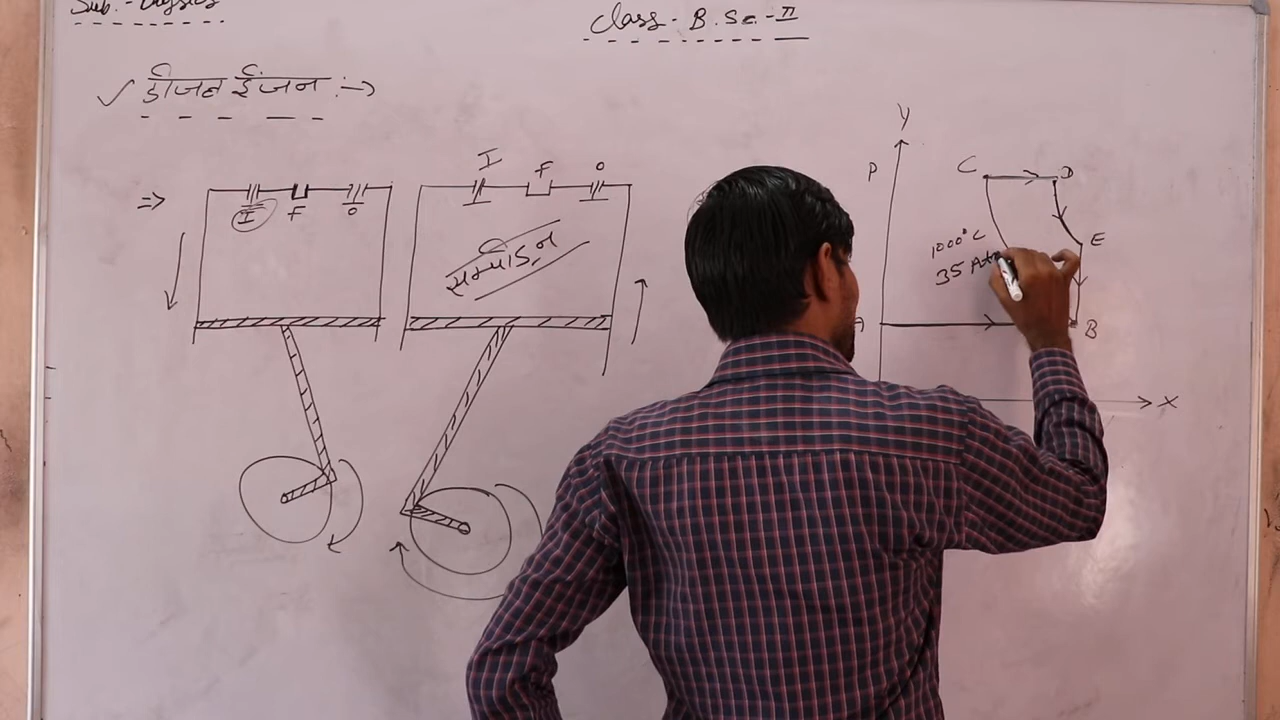 Sub.- Physics
Class - B.Sc.-II
✓ डीजल ईंजन :→
⇒
I F O
I F O
सम्पीडन
Y
P
C D
E
1000°C
35 Atm
A B
X